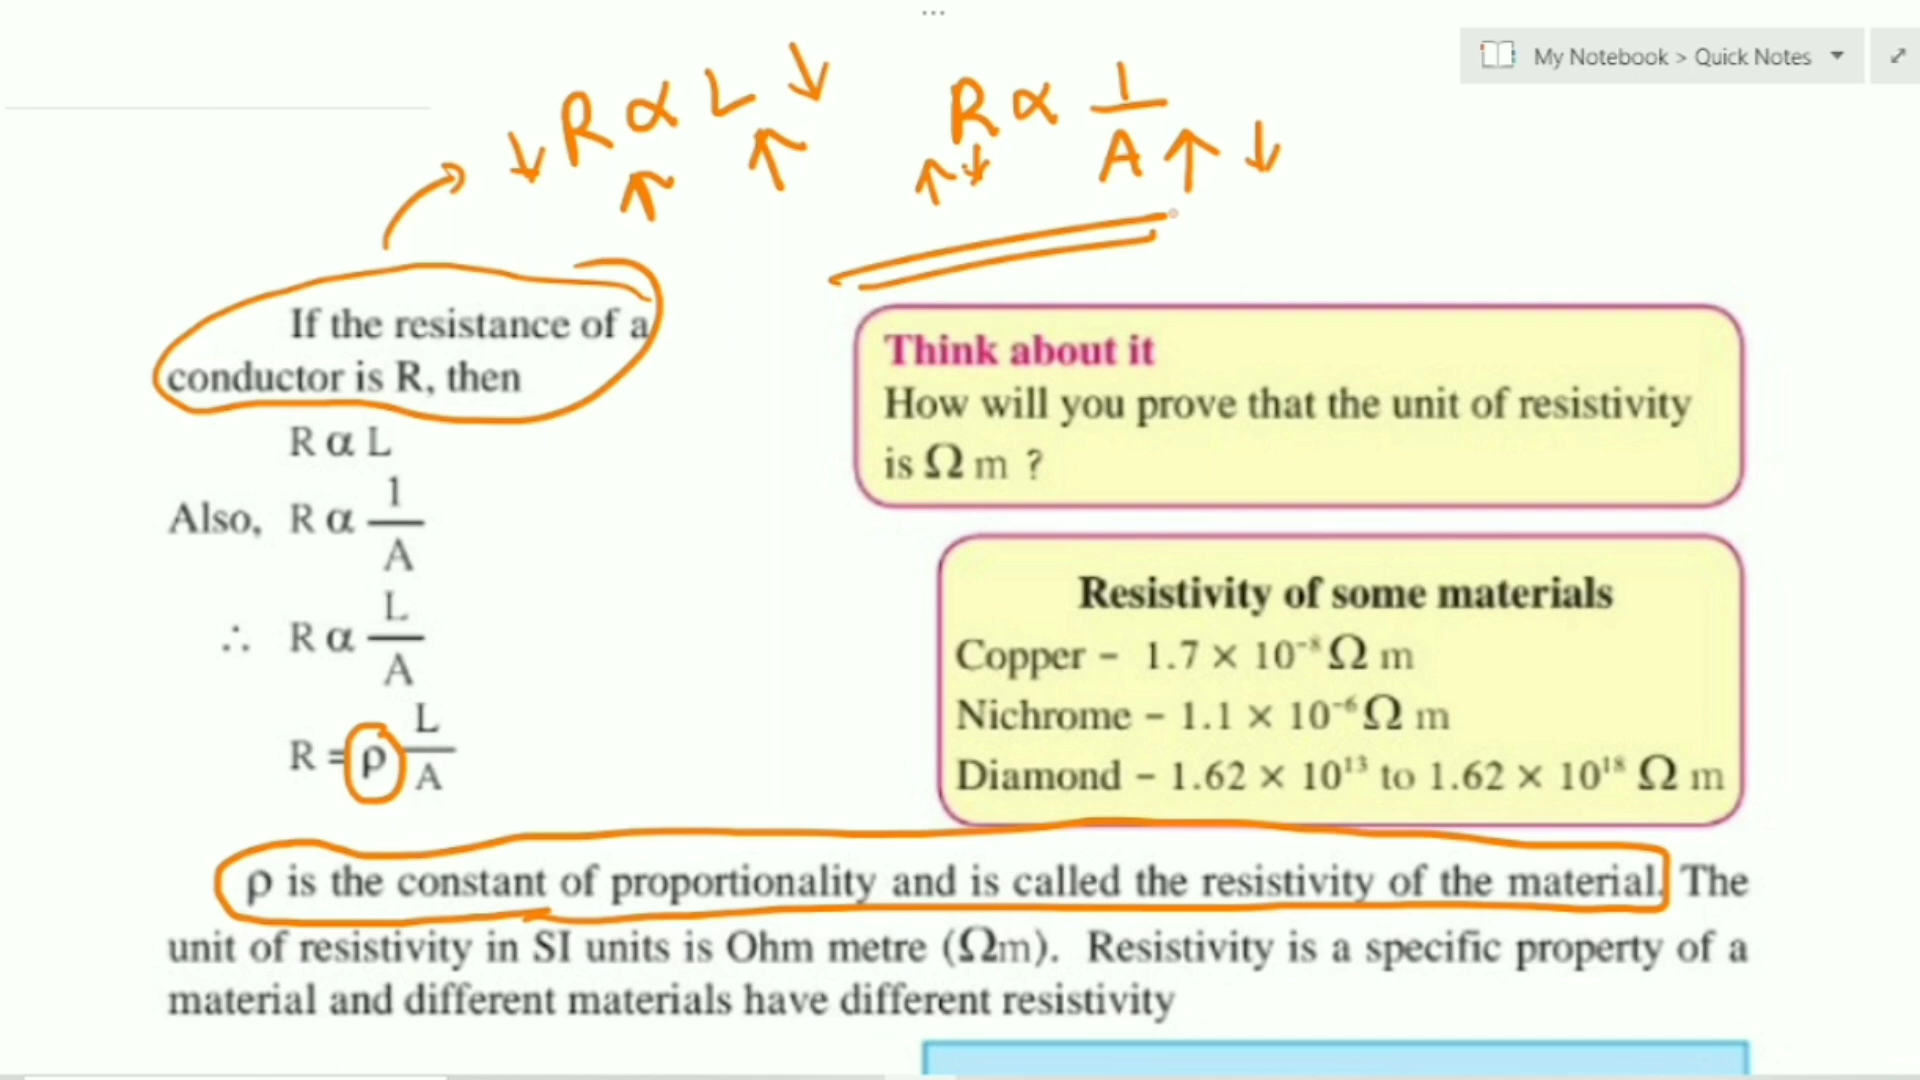 ...
My Notebook > Quick Notes
↓ R α L ↓
↑ ↑
R α 1/A ↑ ↓
↑ ↓
If the resistance of a
conductor is R, then
R α L
Also, R α 1/A
∴ R α L/A
R = ρ L/A
Think about it
How will you prove that the unit of resistivity
is Ω m ?
Resistivity of some materials
Copper - 1.7 × 10⁻⁸ Ω m
Nichrome - 1.1 × 10⁻⁶ Ω m
Diamond - 1.62 × 10¹³ to 1.62 × 10¹⁸ Ω m
ρ is the constant of proportionality and is called the resistivity of the material. The
unit of resistivity in SI units is Ohm metre (Ωm). Resistivity is a specific property of a
material and different materials have different resistivity